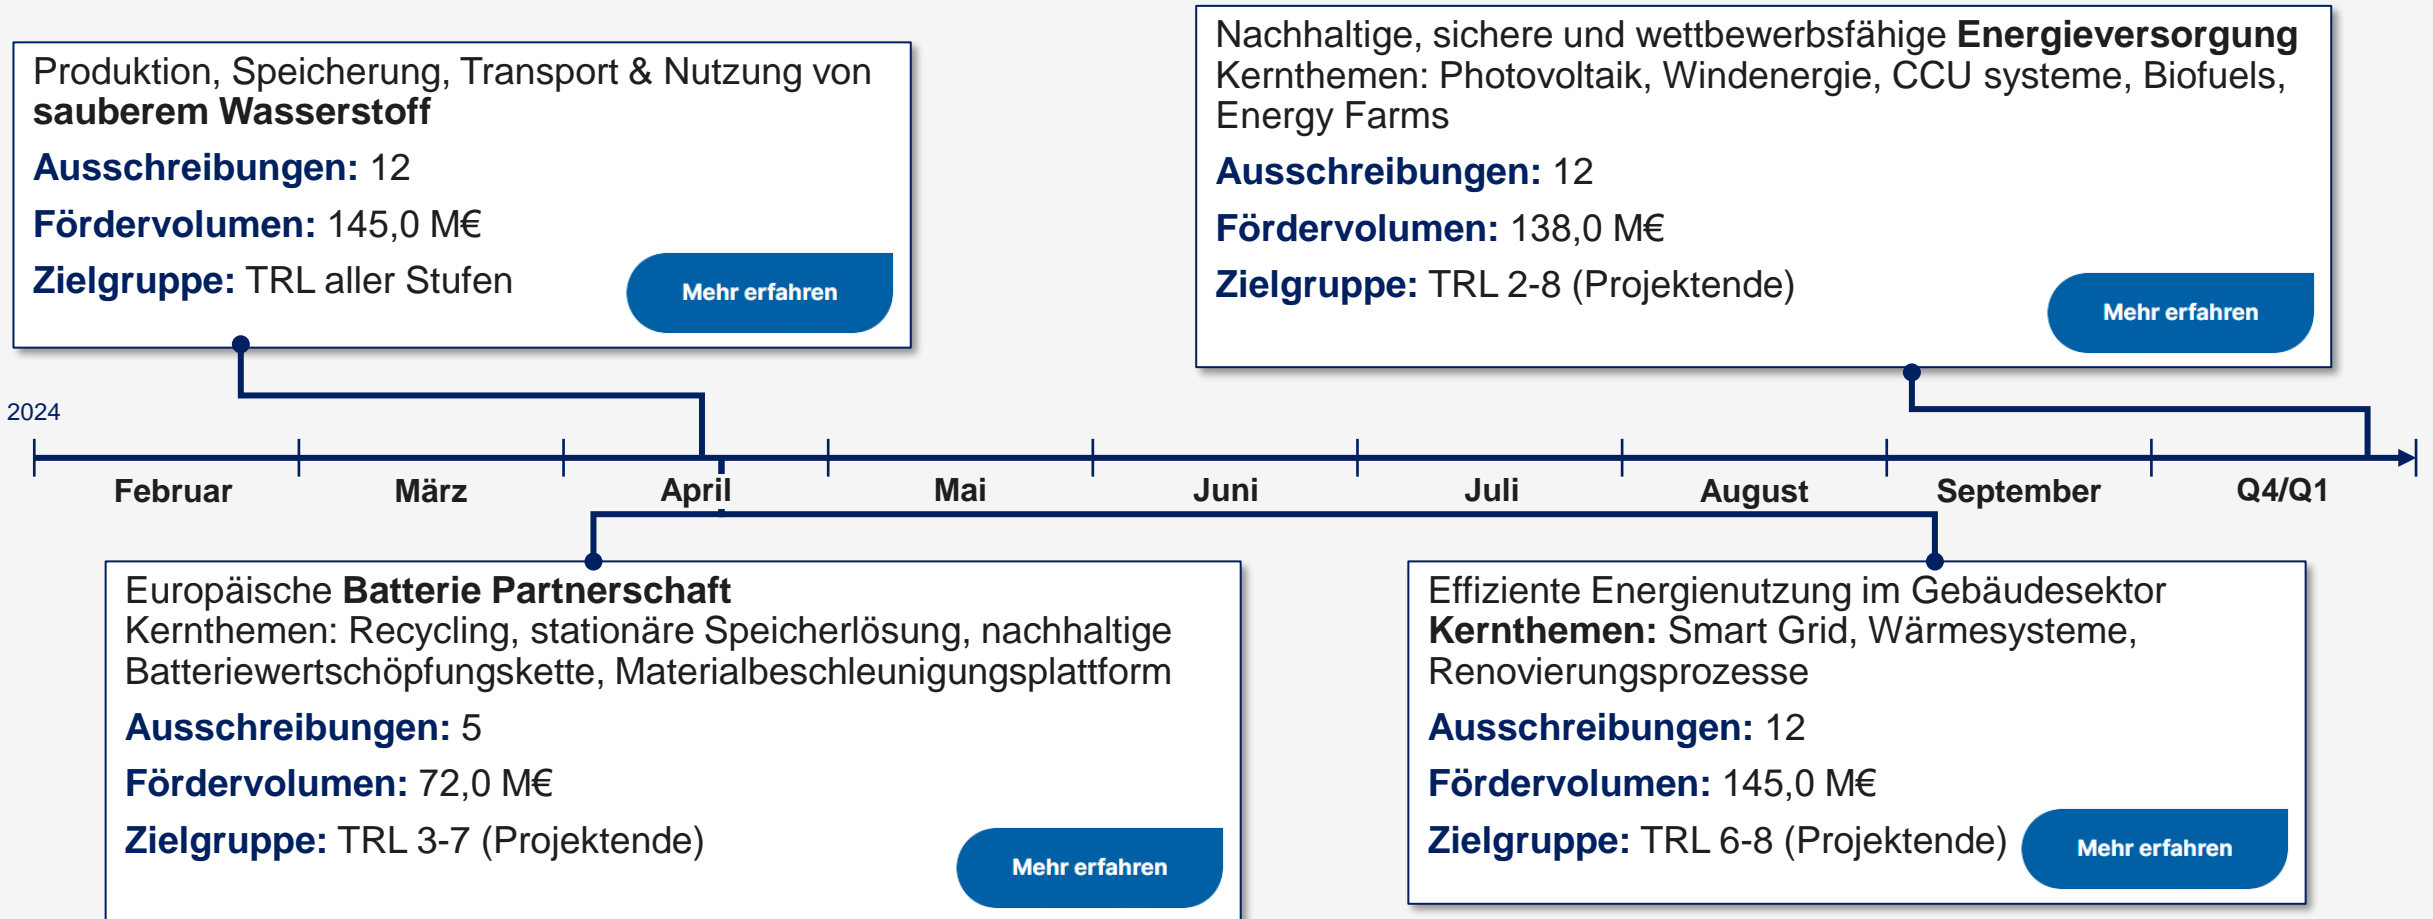 Produktion, Speicherung, Transport & Nutzung von
sauberem Wasserstoff
Ausschreibungen: 12
Fördervolumen: 145,0 M€
Zielgruppe: TRL aller Stufen
Mehr erfahren
Nachhaltige, sichere und wettbewerbsfähige Energieversorgung
Kernthemen: Photovoltaik, Windenergie, CCU systeme, Biofuels,
Energy Farms
Ausschreibungen: 12
Fördervolumen: 138,0 M€
Zielgruppe: TRL 2-8 (Projektende)
Mehr erfahren
2024
Februar März April Mai Juni Juli August September Q4/Q1
Europäische Batterie Partnerschaft
Kernthemen: Recycling, stationäre Speicherlösung, nachhaltige
Batteriewertschöpfungskette, Materialbeschleunigungsplattform
Ausschreibungen: 5
Fördervolumen: 72,0 M€
Zielgruppe: TRL 3-7 (Projektende)
Mehr erfahren
Effiziente Energienutzung im Gebäudesektor
Kernthemen: Smart Grid, Wärmesysteme,
Renovierungsprozesse
Ausschreibungen: 12
Fördervolumen: 145,0 M€
Zielgruppe: TRL 6-8 (Projektende)
Mehr erfahren